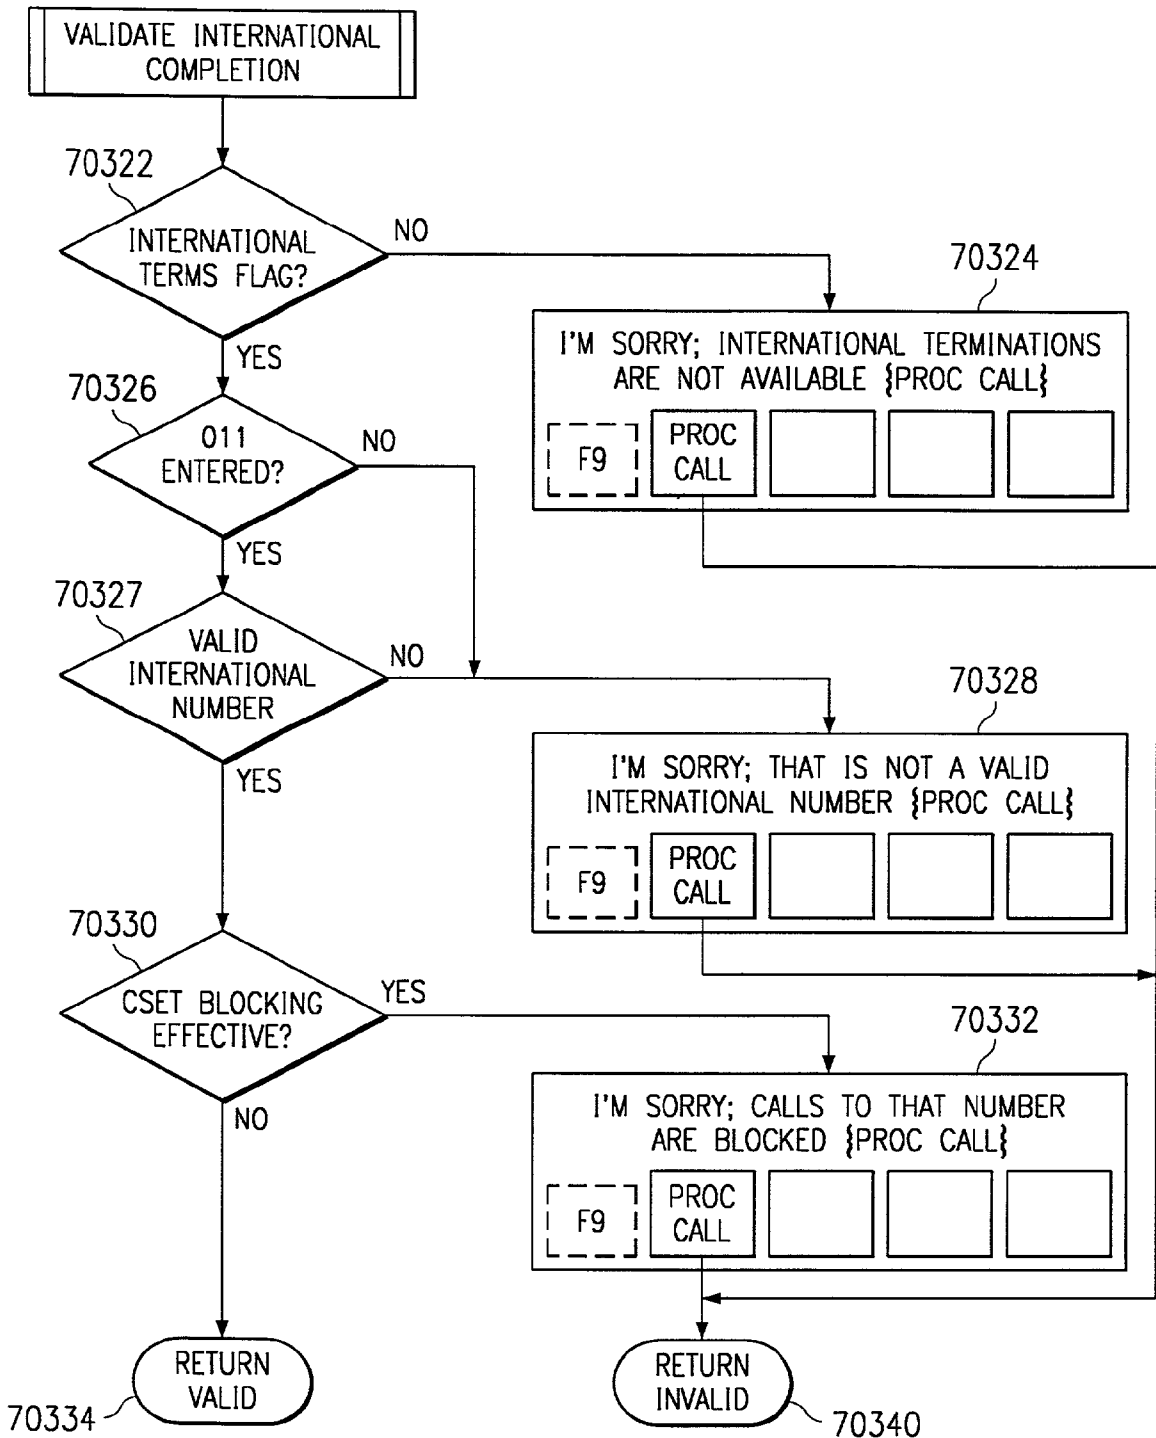 VALIDATE INTERNATIONAL
COMPLETION
70322
INTERNATIONAL
TERMS FLAG?
NO
YES
70324
I'M SORRY; INTERNATIONAL TERMINATIONS
ARE NOT AVAILABLE {PROC CALL}
F9
PROC
CALL
70326
011
ENTERED?
NO
YES
70327
VALID
INTERNATIONAL
NUMBER
NO
YES
70328
I'M SORRY; THAT IS NOT A VALID
INTERNATIONAL NUMBER {PROC CALL}
F9
PROC
CALL
70330
CSET BLOCKING
EFFECTIVE?
YES
NO
70332
I'M SORRY; CALLS TO THAT NUMBER
ARE BLOCKED {PROC CALL}
F9
PROC
CALL
RETURN
VALID
70334
RETURN
INVALID
70340